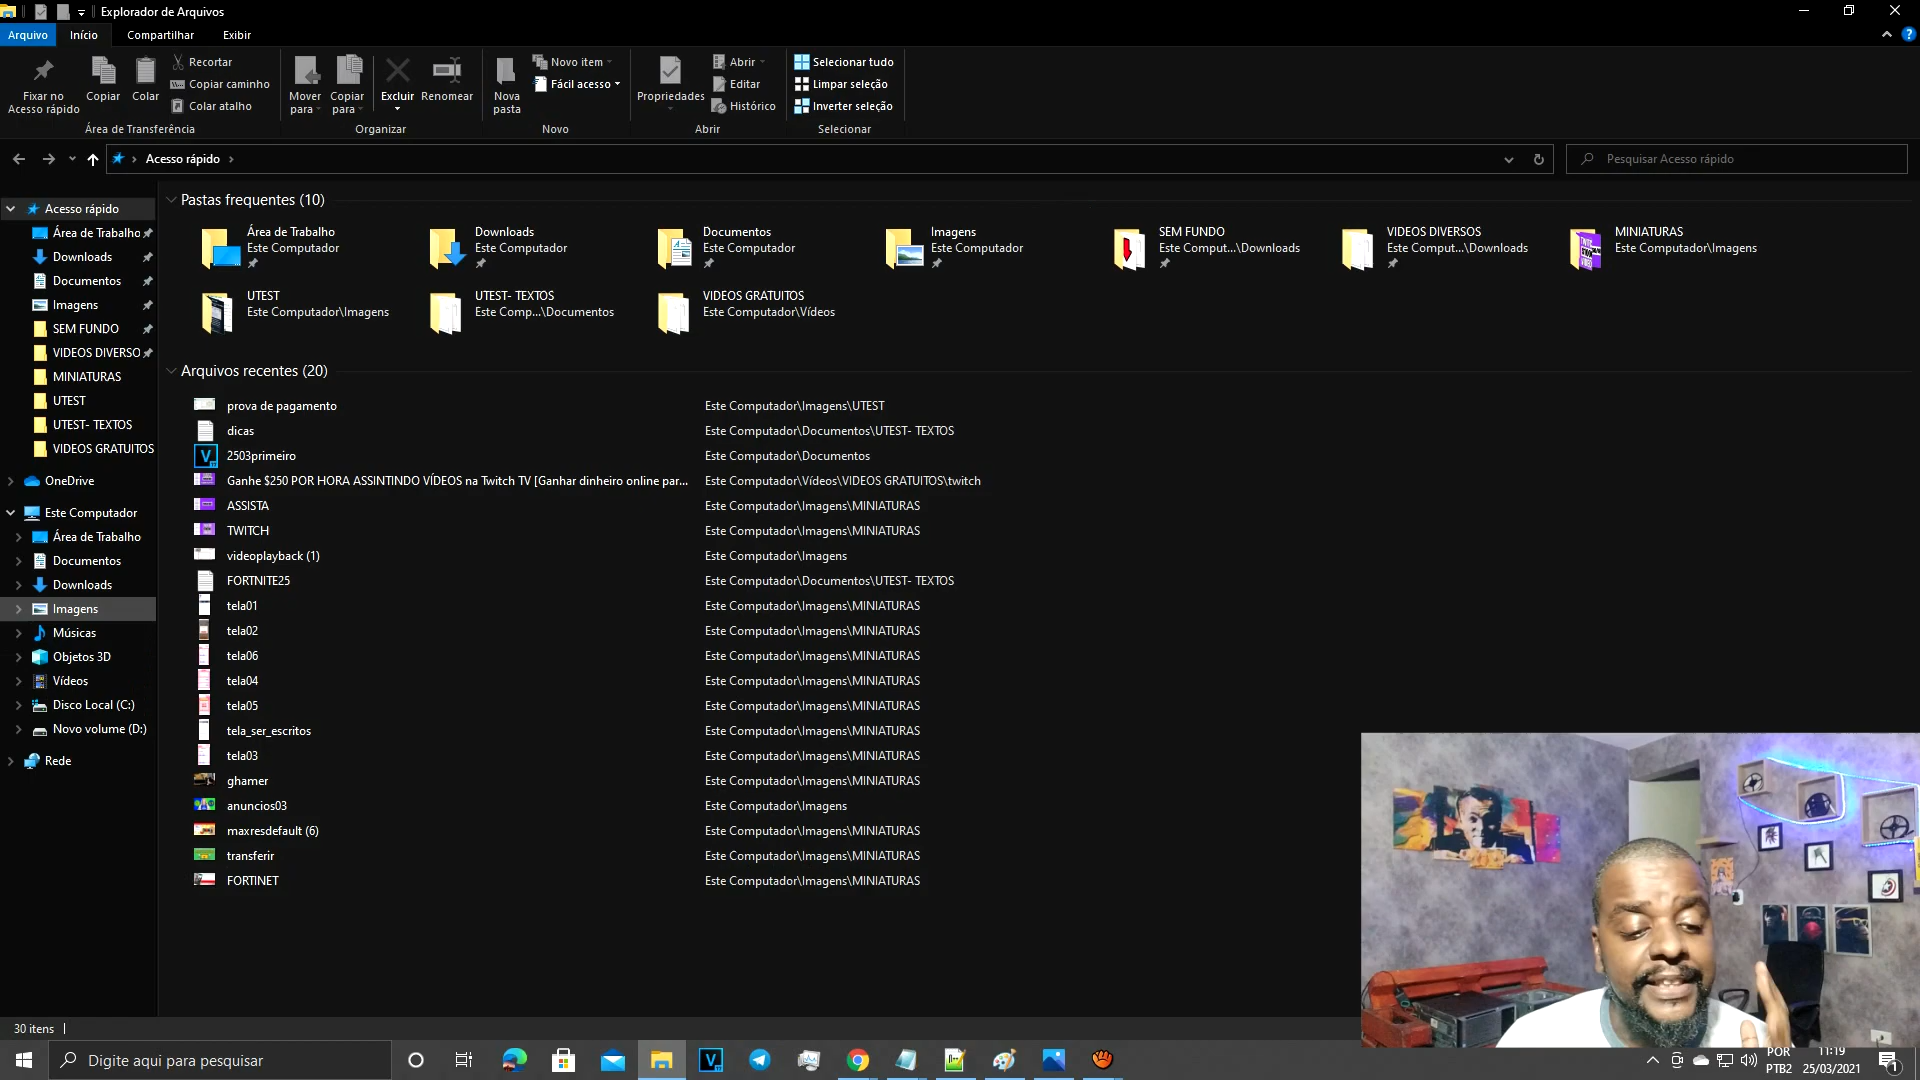 Explorador de Arquivos
Arquivo Início Compartilhar Exibir
Fixar no Acesso rápido
Copiar
Colar
Recortar
Copiar caminho
Colar atalho
Área de Transferência
Mover para
Copiar para
Excluir
Renomear
Organizar
Nova pasta
Novo item
Fácil acesso
Novo
Propriedades
Abrir
Editar
Histórico
Abrir
Selecionar tudo
Limpar seleção
Inverter seleção
Selecionar
Acesso rápido
Pesquisar Acesso rápido
Acesso rápido
Área de Trabalho
Downloads
Documentos
Imagens
SEM FUNDO
VIDEOS DIVERSO
MINIATURAS
UTEST
UTEST- TEXTOS
VIDEOS GRATUITOS
OneDrive
Este Computador
Área de Trabalho
Documentos
Downloads
Imagens
Músicas
Objetos 3D
Vídeos
Disco Local (C:)
Novo volume (D:)
Rede
Pastas frequentes (10)
Área de Trabalho
Este Computador
Downloads
Este Computador
Documentos
Este Computador
Imagens
Este Computador
SEM FUNDO
Este Comput...\Downloads
VIDEOS DIVERSOS
Este Comput...\Downloads
MINIATURAS
Este Computador\Imagens
UTEST
Este Computador\Imagens
UTEST- TEXTOS
Este Comp...\Documentos
VIDEOS GRATUITOS
Este Computador\Vídeos
Arquivos recentes (20)
prova de pagamento Este Computador\Imagens\UTEST
dicas Este Computador\Documentos\UTEST- TEXTOS
2503primeiro Este Computador\Documentos
Ganhe $250 POR HORA ASSINTINDO VÍDEOS na Twitch TV [Ganhar dinheiro online par... Este Computador\Vídeos\VIDEOS GRATUITOS\twitch
ASSISTA Este Computador\Imagens\MINIATURAS
TWITCH Este Computador\Imagens\MINIATURAS
videoplayback (1) Este Computador\Imagens
FORTNITE25 Este Computador\Documentos\UTEST- TEXTOS
tela01 Este Computador\Imagens\MINIATURAS
tela02 Este Computador\Imagens\MINIATURAS
tela06 Este Computador\Imagens\MINIATURAS
tela04 Este Computador\Imagens\MINIATURAS
tela05 Este Computador\Imagens\MINIATURAS
tela_ser_escritos Este Computador\Imagens\MINIATURAS
tela03 Este Computador\Imagens\MINIATURAS
ghamer Este Computador\Imagens\MINIATURAS
anuncios03 Este Computador\Imagens
maxresdefault (6) Este Computador\Imagens\MINIATURAS
transferir Este Computador\Imagens\MINIATURAS
FORTINET Este Computador\Imagens\MINIATURAS
30 itens
Digite aqui para pesquisar
POR
PTB2
11:19
25/03/2021
1